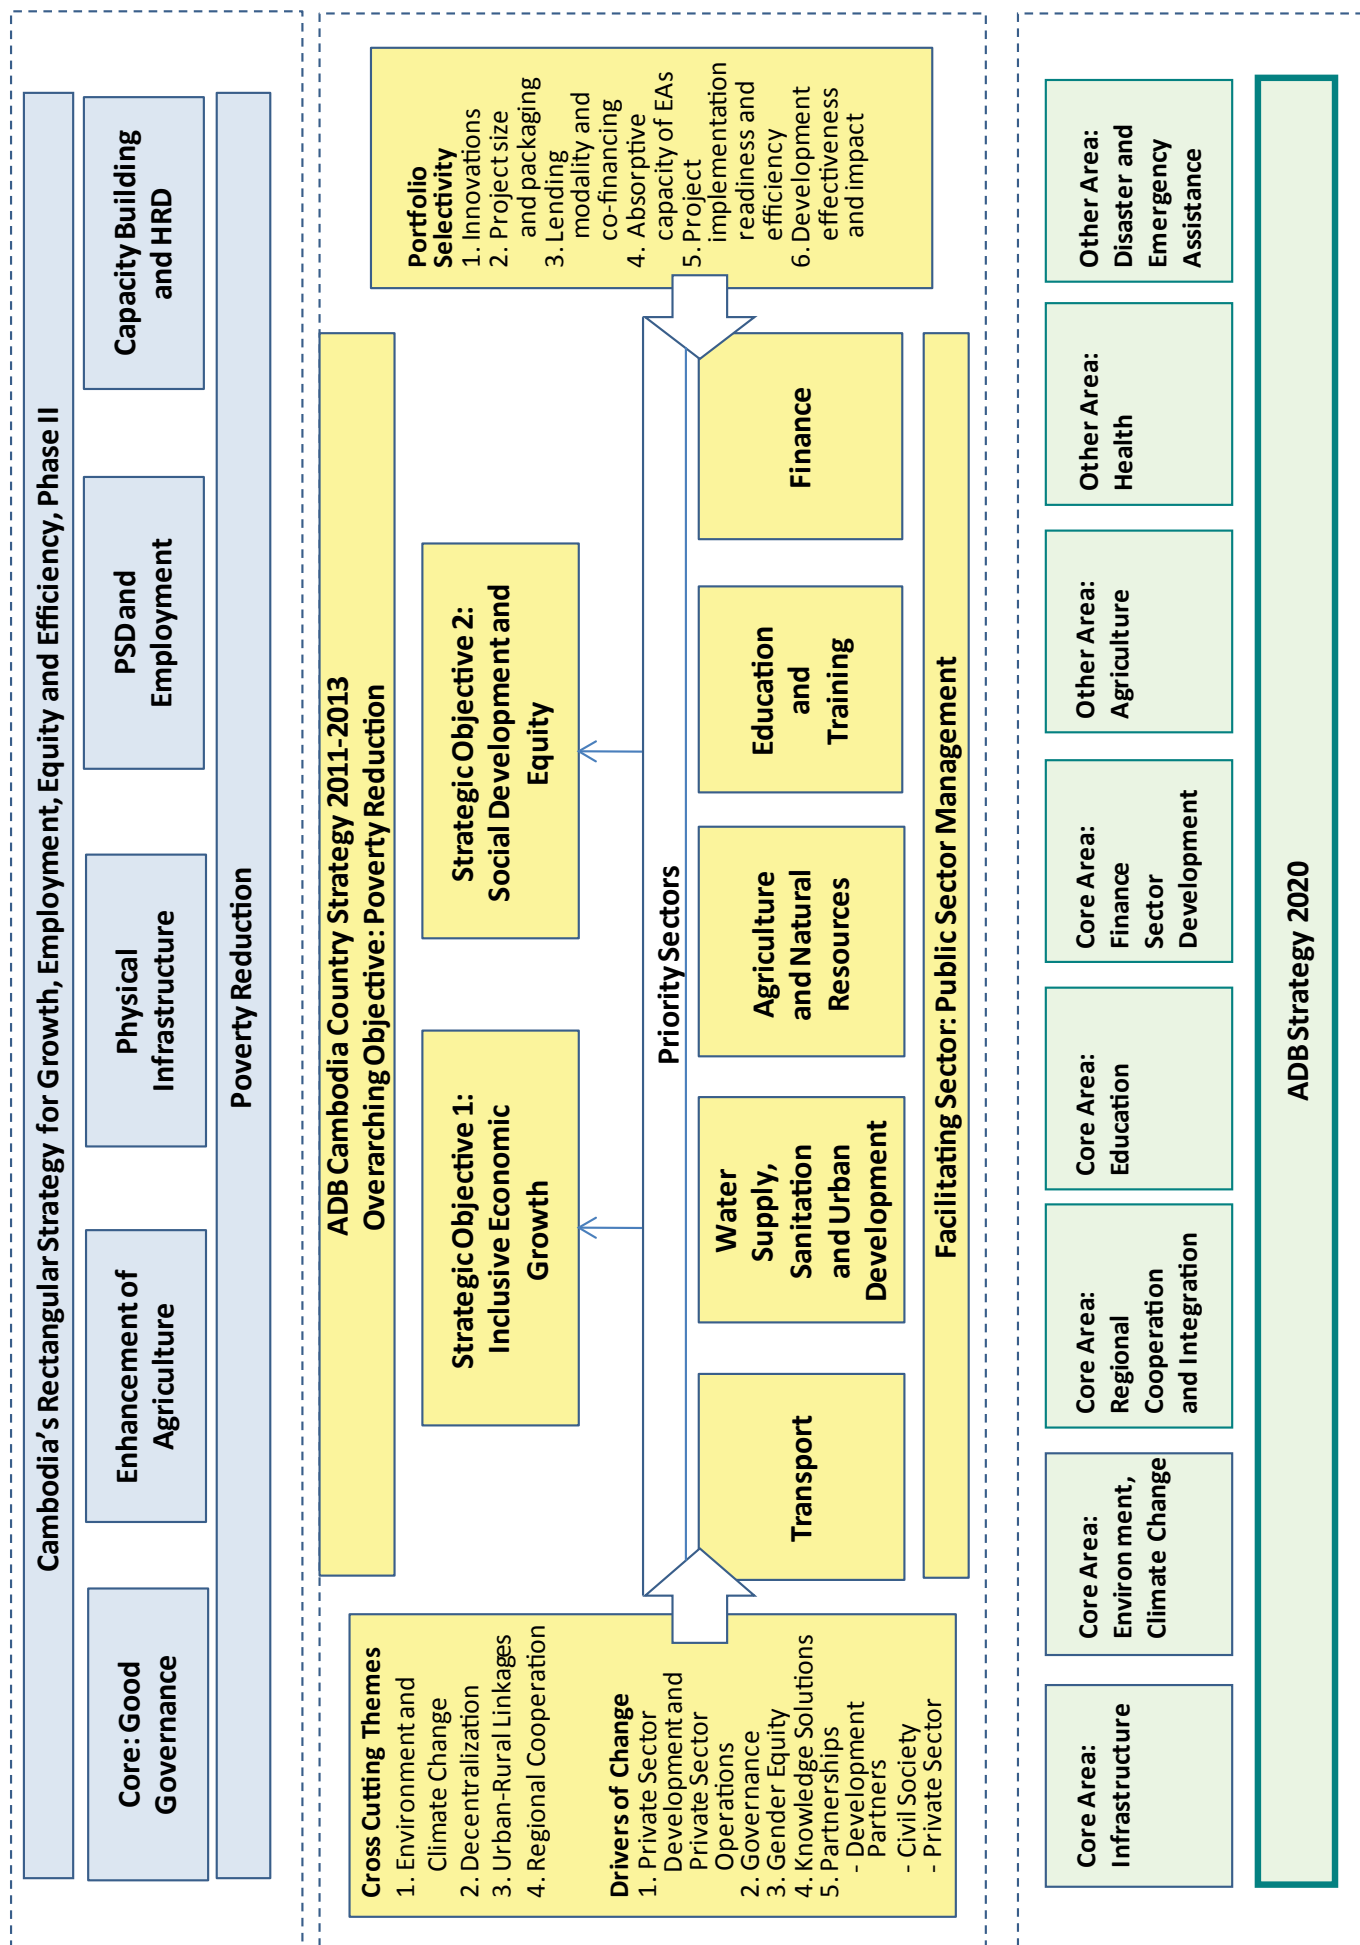 Cambodia's Rectangular Strategy for Growth, Employment, Equity and Efficiency, Phase II
Core: Good
Governance
Enhancement of
Agriculture
Physical
Infrastructure
PSD and
Employment
Capacity Building
and HRD
Poverty Reduction
ADB Cambodia Country Strategy 2011-2013
Overarching Objective: Poverty Reduction
Cross Cutting Themes
1. Environment and
Climate Change
2. Decentralization
3. Urban-Rural Linkages
4. Regional Cooperation
Drivers of Change
1. Private Sector
Development and
Private Sector
Operations
2. Governance
3. Gender Equity
4. Knowledge Solutions
5. Partnerships
- Development
Partners
- Civil Society
- Private Sector
Strategic Objective 1:
Inclusive Economic
Growth
Strategic Objective 2:
Social Development and
Equity
Priority Sectors
Transport
Water
Supply,
Sanitation
and Urban
Development
Agriculture
and Natural
Resources
Education
and
Training
Finance
Facilitating Sector: Public Sector Management
Portfolio
Selectivity
1. Innovations
2. Project size
and packaging
3. Lending
modality and
co-financing
4. Absorptive
capacity of EAs
5. Project
implementation
readiness and
efficiency
6. Development
effectiveness
and impact
Core Area:
Infrastructure
Core Area:
Environment,
Climate Change
Core Area:
Regional
Cooperation
and Integration
Core Area:
Education
Core Area:
Finance
Sector
Development
Other Area:
Agriculture
Other Area:
Health
Other Area:
Disaster and
Emergency
Assistance
ADB Strategy 2020